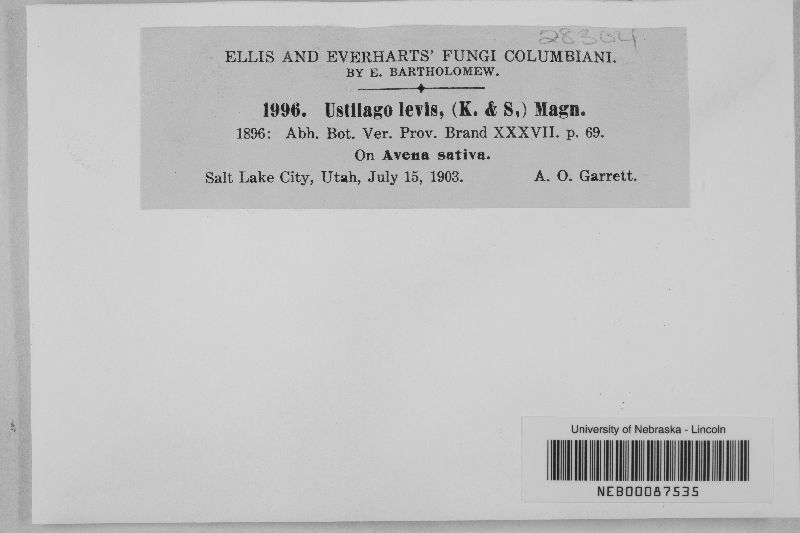 28304
ELLIS AND EVERHARTS' FUNGI COLUMBIANI.
BY E. BARTHOLOMEW.
1996. Ustilago levis, (K. & S,) Magn.
1896: Abh. Bot. Ver. Prov. Brand XXXVII. p. 69.
On Avena sativa.
Salt Lake City, Utah, July 15, 1903. A. O. Garrett.
University of Nebraska - Lincoln
NEB00087535